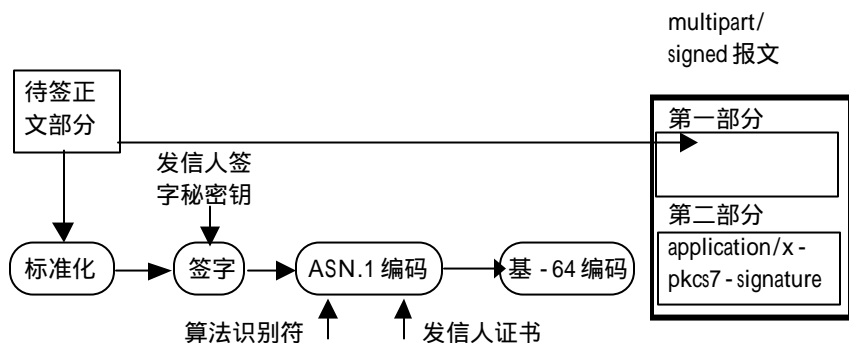 multipart/
signed 报文
待签正
文部分
第一部分
发信人签
字秘密钥
第二部分
application/x -
pkcs7 - signature
标准化
签字
ASN.1 编码
基 - 64 编码
算法识别符
发信人证书